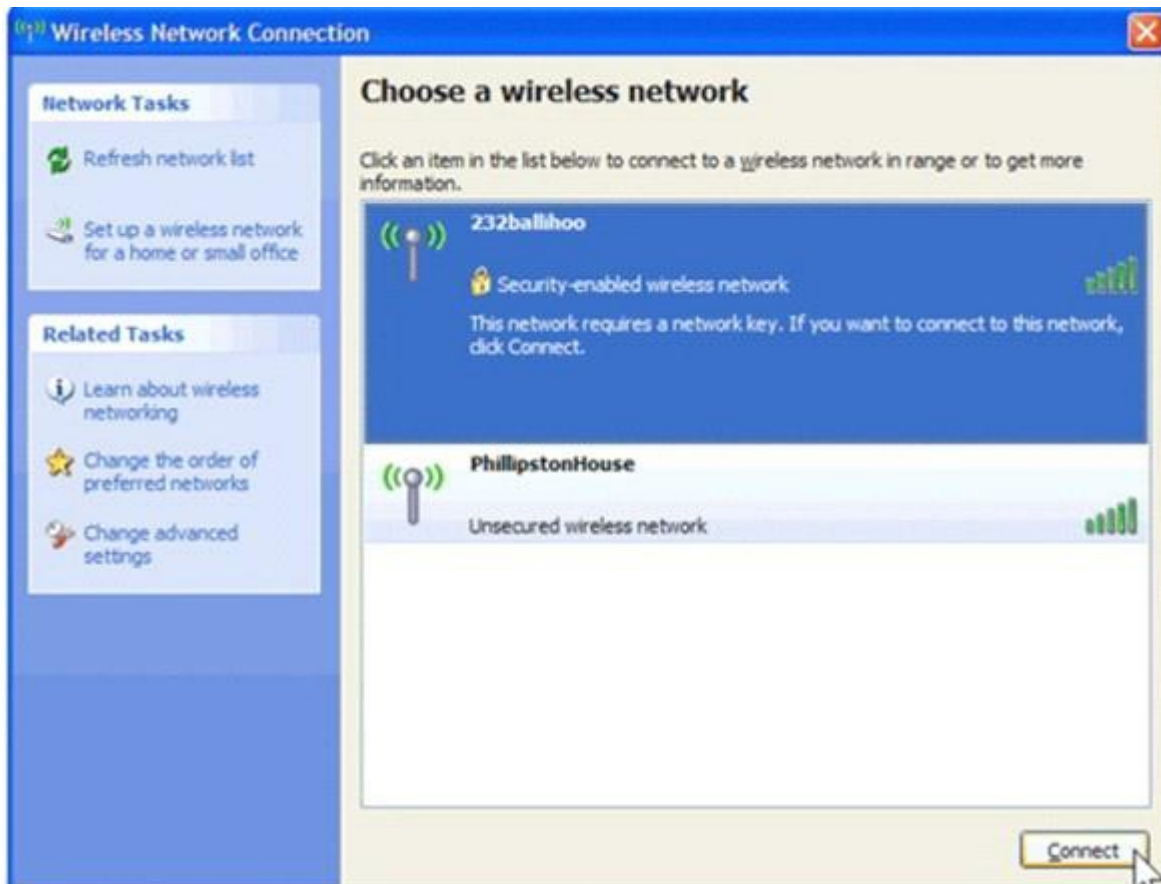 Wireless Network Connection
Network Tasks
Refresh network list
Set up a wireless network
for a home or small office
Related Tasks
Learn about wireless
networking
Change the order of
preferred networks
Change advanced
settings
Choose a wireless network
Click an item in the list below to connect to a wireless network in range or to get more
information.
232ballihoo
Security-enabled wireless network
This network requires a network key. If you want to connect to this network,
click Connect.
PhillipstonHouse
Unsecured wireless network
Connect